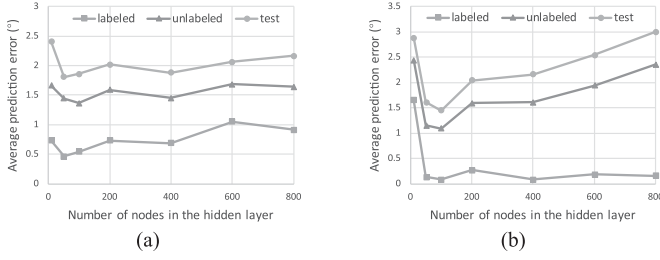 labeled unlabeled test
3
2.5
2
1.5
1
0.5
0
Average prediction error (°)
0 200 400 600 800
Number of nodes in the hidden layer
(a)
labeled unlabeled test
3.5
3
2.5
2
1.5
1
0.5
0
Average prediction error (°)
0 200 400 600 800
Number of nodes in the hidden layer
(b)